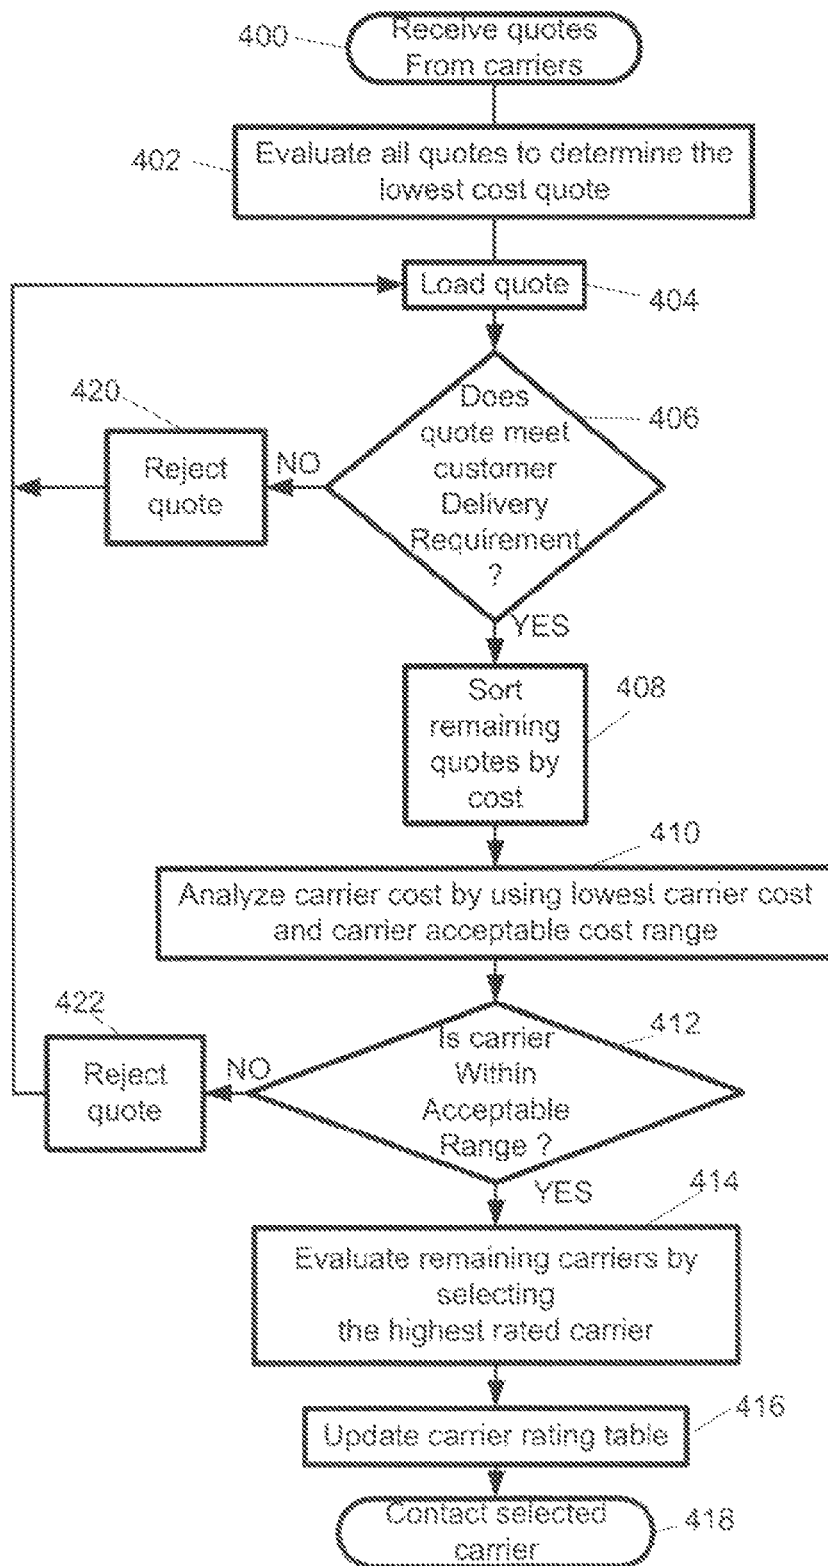 400
Receive quotes
From carriers
402
Evaluate all quotes to determine the
lowest cost quote
Load quote
404
420
Reject
quote
NO
Does
quote meet
customer
Delivery
Requirement
?
406
YES
Sort
remaining
quotes by
cost
408
410
Analyze carrier cost by using lowest carrier cost
and carrier acceptable cost range
422
Reject
quote
NO
Is carrier
Within
Acceptable
Range ?
412
YES
414
Evaluate remaining carriers by
selecting
the highest rated carrier
Update carrier rating table
416
Contact selected
carrier
418